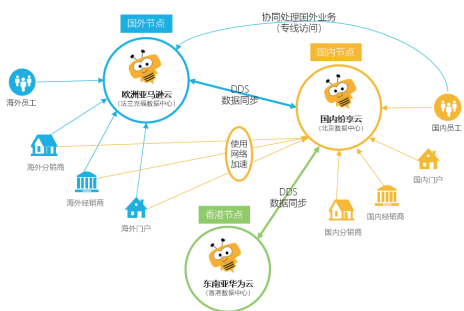 国外节点
协同处理国外业务
（专线访问）
国内节点
欧洲亚马逊云
（法兰克福数据中心）
DDS
数据同步
国内纷享云
（北京数据中心）
海外员工
国内员工
使用
网络
加速
海外分销商
国内门户
海外经销商
DDS
数据同步
国内经销商
香港节点
海外门户
国内分销商
东南亚华为云
（香港数据中心）